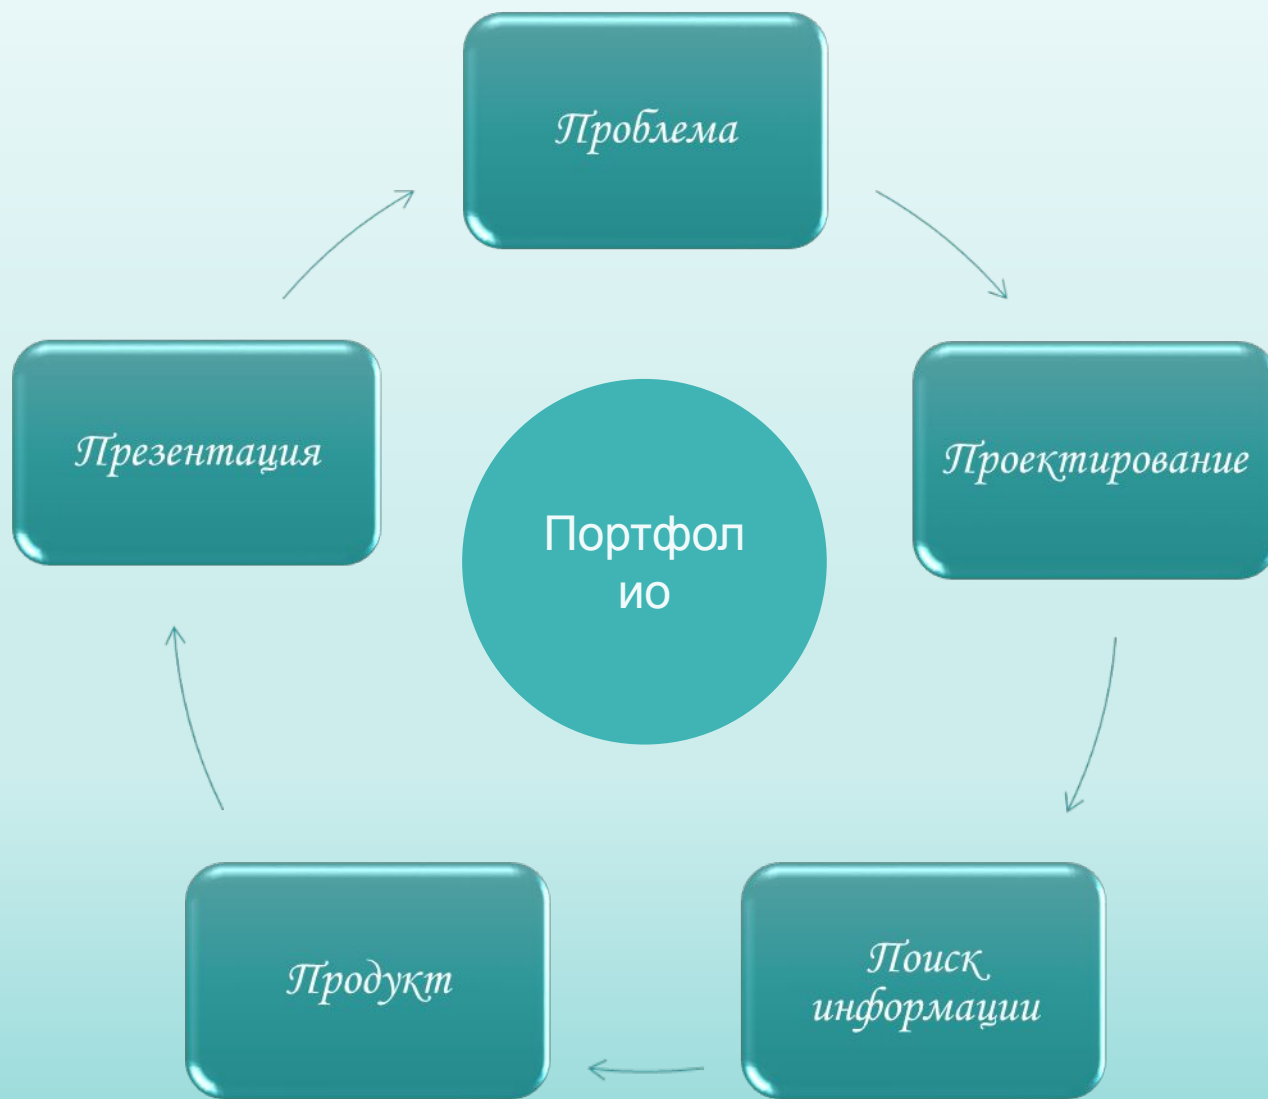 Проблема
Презентация
Проектирование
Портфол
ио
Продукт
Поиск
информации